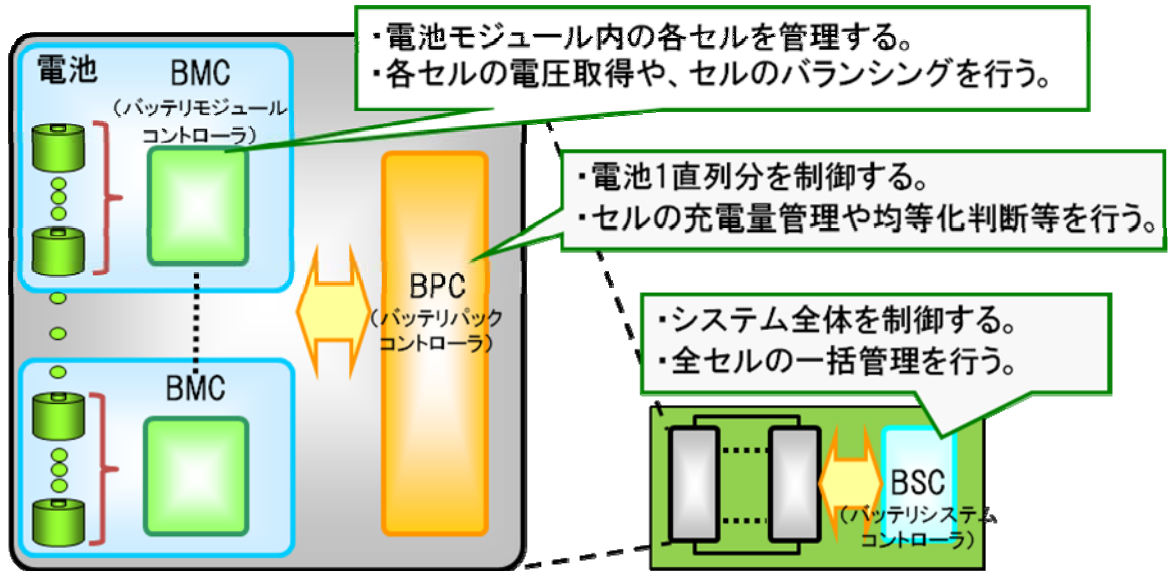 ・電池モジュール内の各セルを管理する。
・各セルの電圧取得や、セルのバランシングを行う。
電池
BMC
（バッテリモジュール
コントローラ）
・電池1直列分を制御する。
・セルの充電量管理や均等化判断等を行う。
BPC
（バッテリパック
コントローラ）
・システム全体を制御する。
・全セルの一括管理を行う。
BMC
BSC
（バッテリシステム
コントローラ）